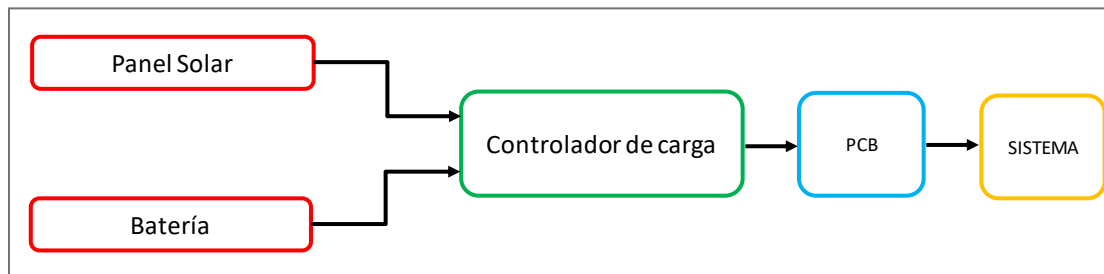 Panel Solar
Controlador de carga
PCB
SISTEMA
Batería